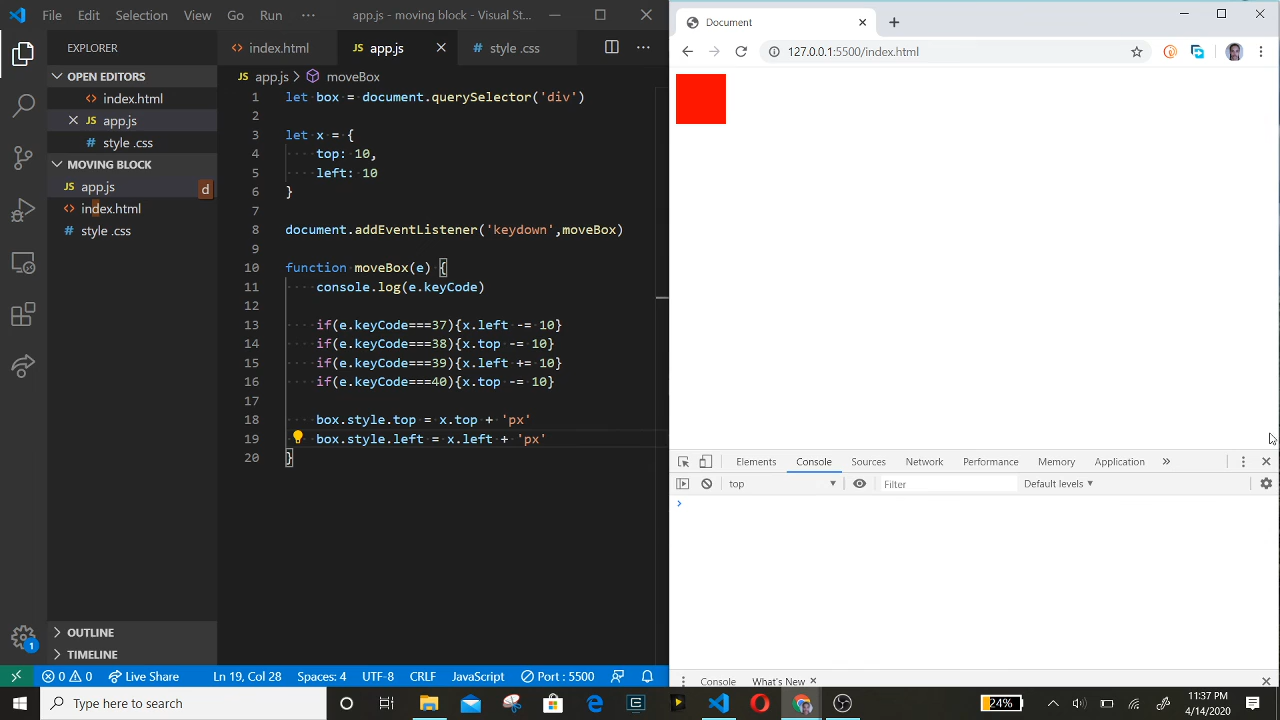 File Edit Selection View Go Run ··· app.js - moving block - Visual St...
EXPLORER
OPEN EDITORS
index.html
app.js
style .css
MOVING BLOCK
app.js
d
index.html
style .css
OUTLINE
TIMELINE
1
index.html app.js style .css
app.js > moveBox
1 let box = document.querySelector('div')
2
3 let x = {
4 top: 10,
5 left: 10
6 }
7
8 document.addEventListener('keydown',moveBox)
9
10 function moveBox(e) {
11 console.log(e.keyCode)
12
13 if(e.keyCode===37){x.left -= 10}
14 if(e.keyCode===38){x.top -= 10}
15 if(e.keyCode===39){x.left += 10}
16 if(e.keyCode===40){x.top -= 10}
17
18 box.style.top = x.top + 'px'
19 box.style.left = x.left + 'px'
20 }
0 0 Live Share Ln 19, Col 28 Spaces: 4 UTF-8 CRLF JavaScript Port : 5500
Document
127.0.0.1:5500/index.html
Elements Console Sources Network Performance Memory Application »
top Filter Default levels
Console What's New
Type here to search
24%
11:37 PM
4/14/2020